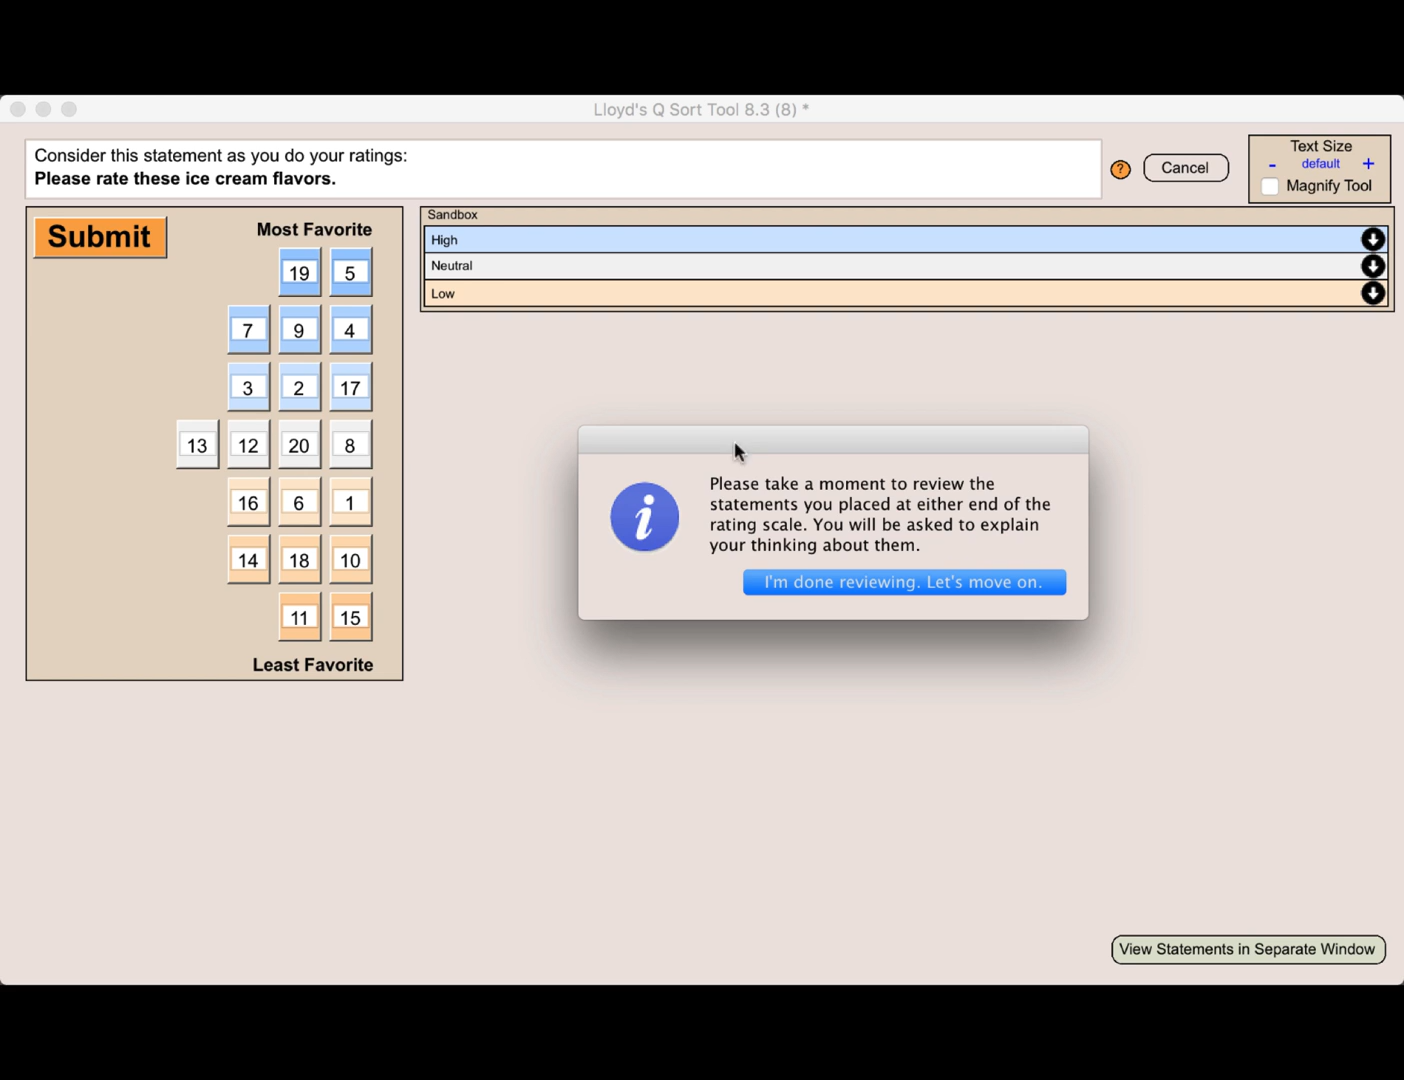 Lloyd's Q Sort Tool 8.3 (8) *
Consider this statement as you do your ratings:
Please rate these ice cream flavors.
?
Cancel
Text Size
- default +
Magnify Tool
Submit
Most Favorite
19 5
7 9 4
3 2 17
13 12 20 8
16 6 1
14 18 10
11 15
Least Favorite
Sandbox
High
Neutral
Low
i
Please take a moment to review the
statements you placed at either end of the
rating scale. You will be asked to explain
your thinking about them.
I'm done reviewing. Let's move on.
View Statements in Separate Window